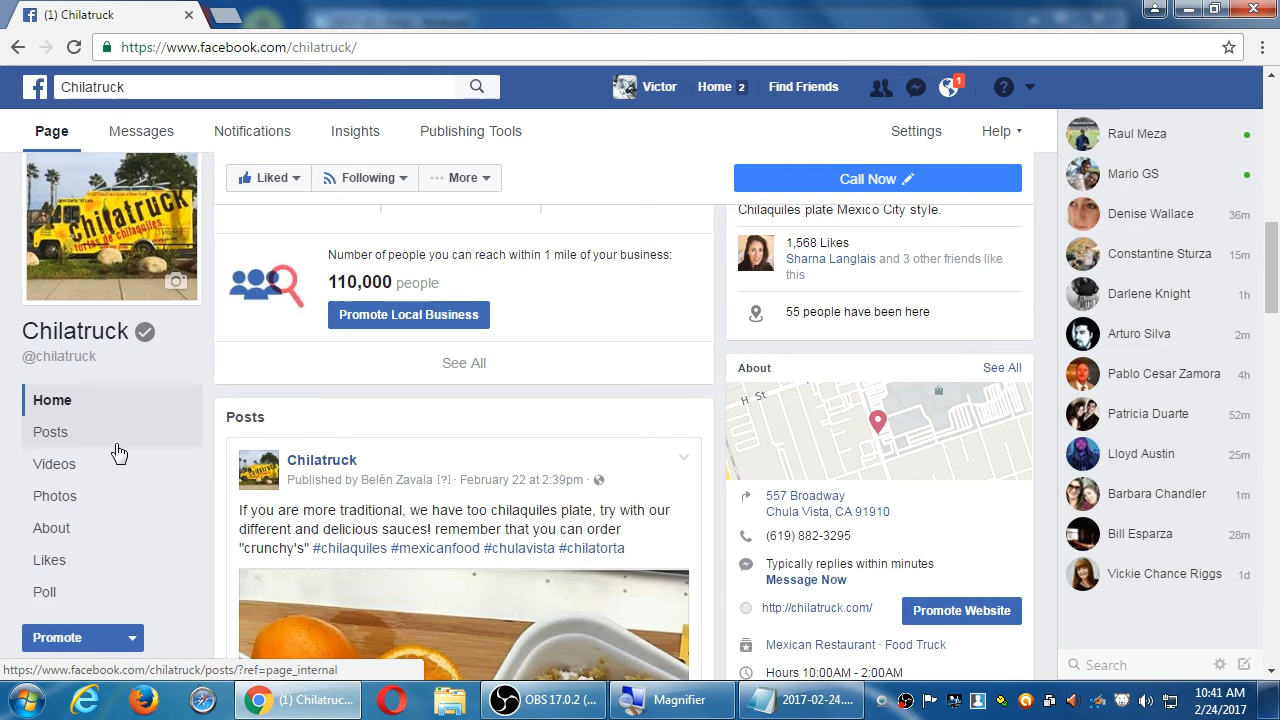 (1) Chilatruck
https://www.facebook.com/chilatruck/
Chilatruck
Victor
Home 2
Find Friends
1
Page
Messages
Notifications
Insights
Publishing Tools
Settings
Help
Chilatruck
tortas de chilaquiles
Chilatruck
@chilatruck
Home
Posts
Videos
Photos
About
Likes
Poll
Promote
Liked
Following
More
Call Now
Number of people you can reach within 1 mile of your business:
110,000 people
Promote Local Business
See All
Posts
Chilatruck
Published by Belén Zavala [?] · February 22 at 2:39pm ·
If you are more traditional, we have too chilaquiles plate, try with our
different and delicious sauces! remember that you can order
"crunchy's" #chilaquiles #mexicanfood #chulavista #chilatorta
Chilaquiles plate Mexico City style.
1,568 Likes
Sharna Langlais and 3 other friends like
this
55 people have been here
About
See All
H St
557 Broadway
Chula Vista, CA 91910
(619) 882-3295
Typically replies within minutes
Message Now
http://chilatruck.com/
Promote Website
Mexican Restaurant · Food Truck
Hours 10:00AM - 2:00AM
Raul Meza
Mario GS
Denise Wallace 36m
Constantine Sturza 15m
Darlene Knight 1h
Arturo Silva 2m
Pablo Cesar Zamora 4h
Patricia Duarte 52m
Lloyd Austin 25m
Barbara Chandler 1m
Bill Esparza 28m
Vickie Chance Riggs 1d
Search
https://www.facebook.com/chilatruck/posts/?ref=page_internal
(1) Chilatruc...
OBS 17.0.2 (...
Magnifier
2017-02-24....
10:41 AM
2/24/2017